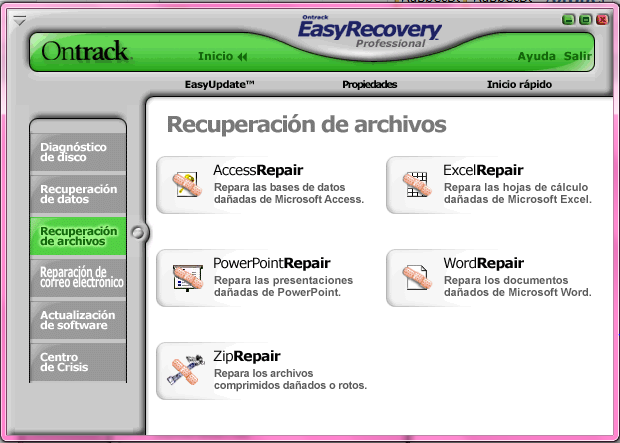 Ontrack
EasyRecovery™
Professional
Ontrack.
Inicio
Ayuda Salir
EasyUpdate™ Propiedades Inicio rápido
Diagnóstico
de disco
Recuperación
de datos
Recuperación
de archivos
Reparación de
correo electrónico
Actualización
de software
Centro
de Crisis
Recuperación de archivos
AccessRepair
Repara las bases de datos
dañadas de Microsoft Access.
ExcelRepair
Repara las hojas de cálculo
dañadas de Microsoft Excel.
PowerPointRepair
Repara las presentaciones
dañadas de PowerPoint.
WordRepair
Repara los documentos
dañados de Microsoft Word.
ZipRepair
Repara los archivos
comprimidos dañados o rotos.